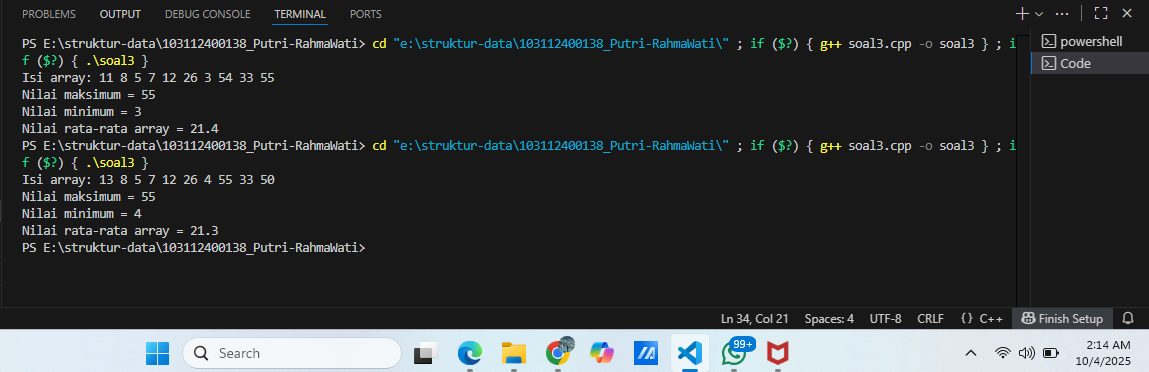 PROBLEMS OUTPUT DEBUG CONSOLE TERMINAL PORTS
PS E:\struktur-data\103112400138_Putri-RahmaWati> cd "e:\struktur-data\103112400138_Putri-RahmaWati\" ; if ($?) { g++ soal3.cpp -o soal3 } ; i
f ($?) { .\soal3 }
Isi array: 11 8 5 7 12 26 3 54 33 55
Nilai maksimum = 55
Nilai minimum = 3
Nilai rata-rata array = 21.4
PS E:\struktur-data\103112400138_Putri-RahmaWati> cd "e:\struktur-data\103112400138_Putri-RahmaWati\" ; if ($?) { g++ soal3.cpp -o soal3 } ; i
f ($?) { .\soal3 }
Isi array: 13 8 5 7 12 26 4 55 33 50
Nilai maksimum = 55
Nilai minimum = 4
Nilai rata-rata array = 21.3
PS E:\struktur-data\103112400138_Putri-RahmaWati>
powershell
Code
Ln 34, Col 21 Spaces: 4 UTF-8 CRLF {} C++ Finish Setup
Search
99+
2:14 AM
10/4/2025